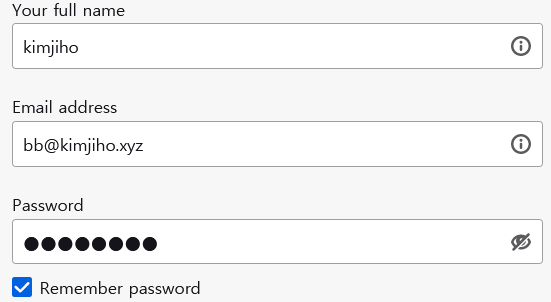 Your full name
kimjiho
Email address
bb@kimjiho.xyz
Password
●●●●●●●●
Remember password